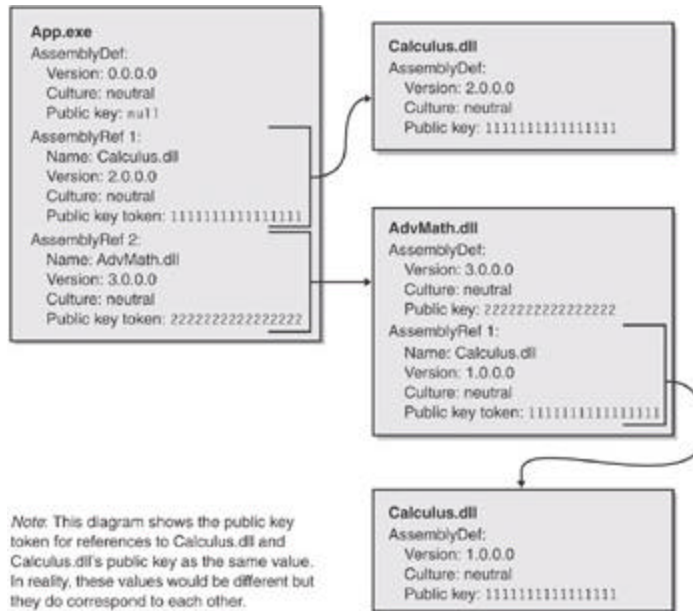 App.exe
AssemblyDef:
Version: 0.0.0.0
Culture: neutral
Public key: null
AssemblyRef 1:
Name: Calculus.dll
Version: 2.0.0.0
Culture: neutral
Public key token: 1111111111111111
AssemblyRef 2:
Name: AdvMath.dll
Version: 3.0.0.0
Culture: neutral
Public key token: 2222222222222222
Calculus.dll
AssemblyDef:
Version: 2.0.0.0
Culture: neutral
Public key: 1111111111111111
AdvMath.dll
AssemblyDef:
Version: 3.0.0.0
Culture: neutral
Public key: 2222222222222222
AssemblyRef 1:
Name: Calculus.dll
Version: 1.0.0.0
Culture: neutral
Public key token: 1111111111111111
Calculus.dll
AssemblyDef:
Version: 1.0.0.0
Culture: neutral
Public key: 1111111111111111
Note: This diagram shows the public key
token for references to Calculus.dll and
Calculus.dll's public key as the same value.
In reality, these values would be different but
they do correspond to each other.